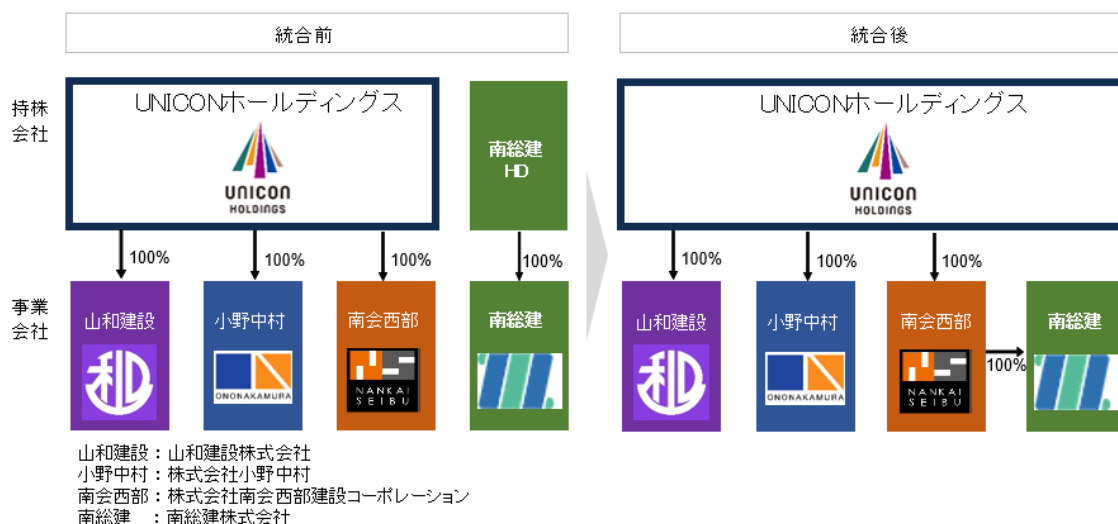 統合前
統合後
持株
会社
UNICONホールディングス
UNICON
HOLDINGS
南総建
HD
UNICONホールディングス
UNICON
HOLDINGS
100%
100%
100%
100%
100%
100%
100%
事業
会社
山和建設
小野中村
ONONAKAMURA
南会西部
NANKAI
SEIBU
南総建
山和建設
小野中村
ONONAKAMURA
南会西部
NANKAI
SEIBU
100%
南総建
山和建設：山和建設株式会社
小野中村：株式会社小野中村
南会西部：株式会社南会西部建設コーポレーション
南総建　：南総建株式会社